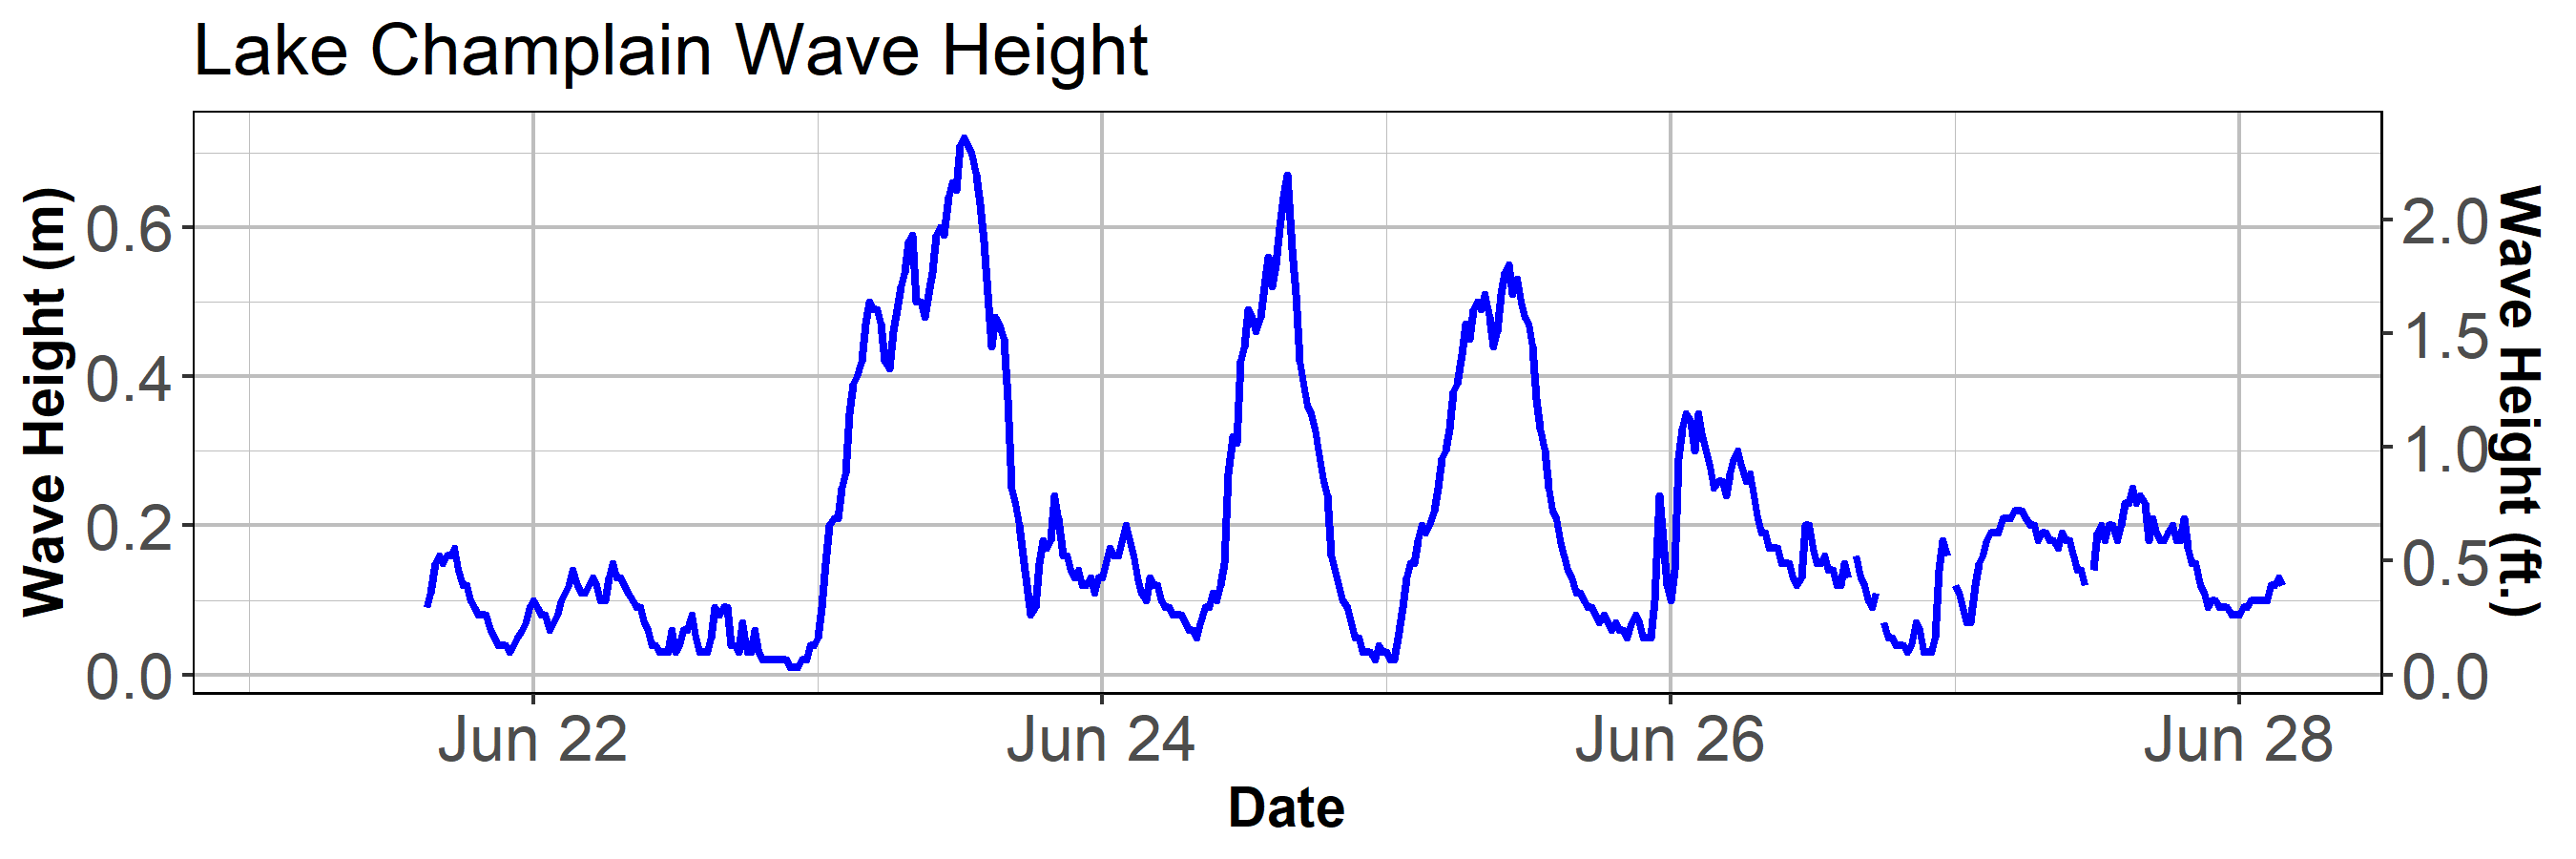 Lake Champlain Wave Height
Wave Height (m)
0.6
0.4
0.2
0.0
2.0
1.5
1.0
0.5
0.0
Wave Height (ft.)
Jun 22
Jun 24
Jun 26
Jun 28
Date